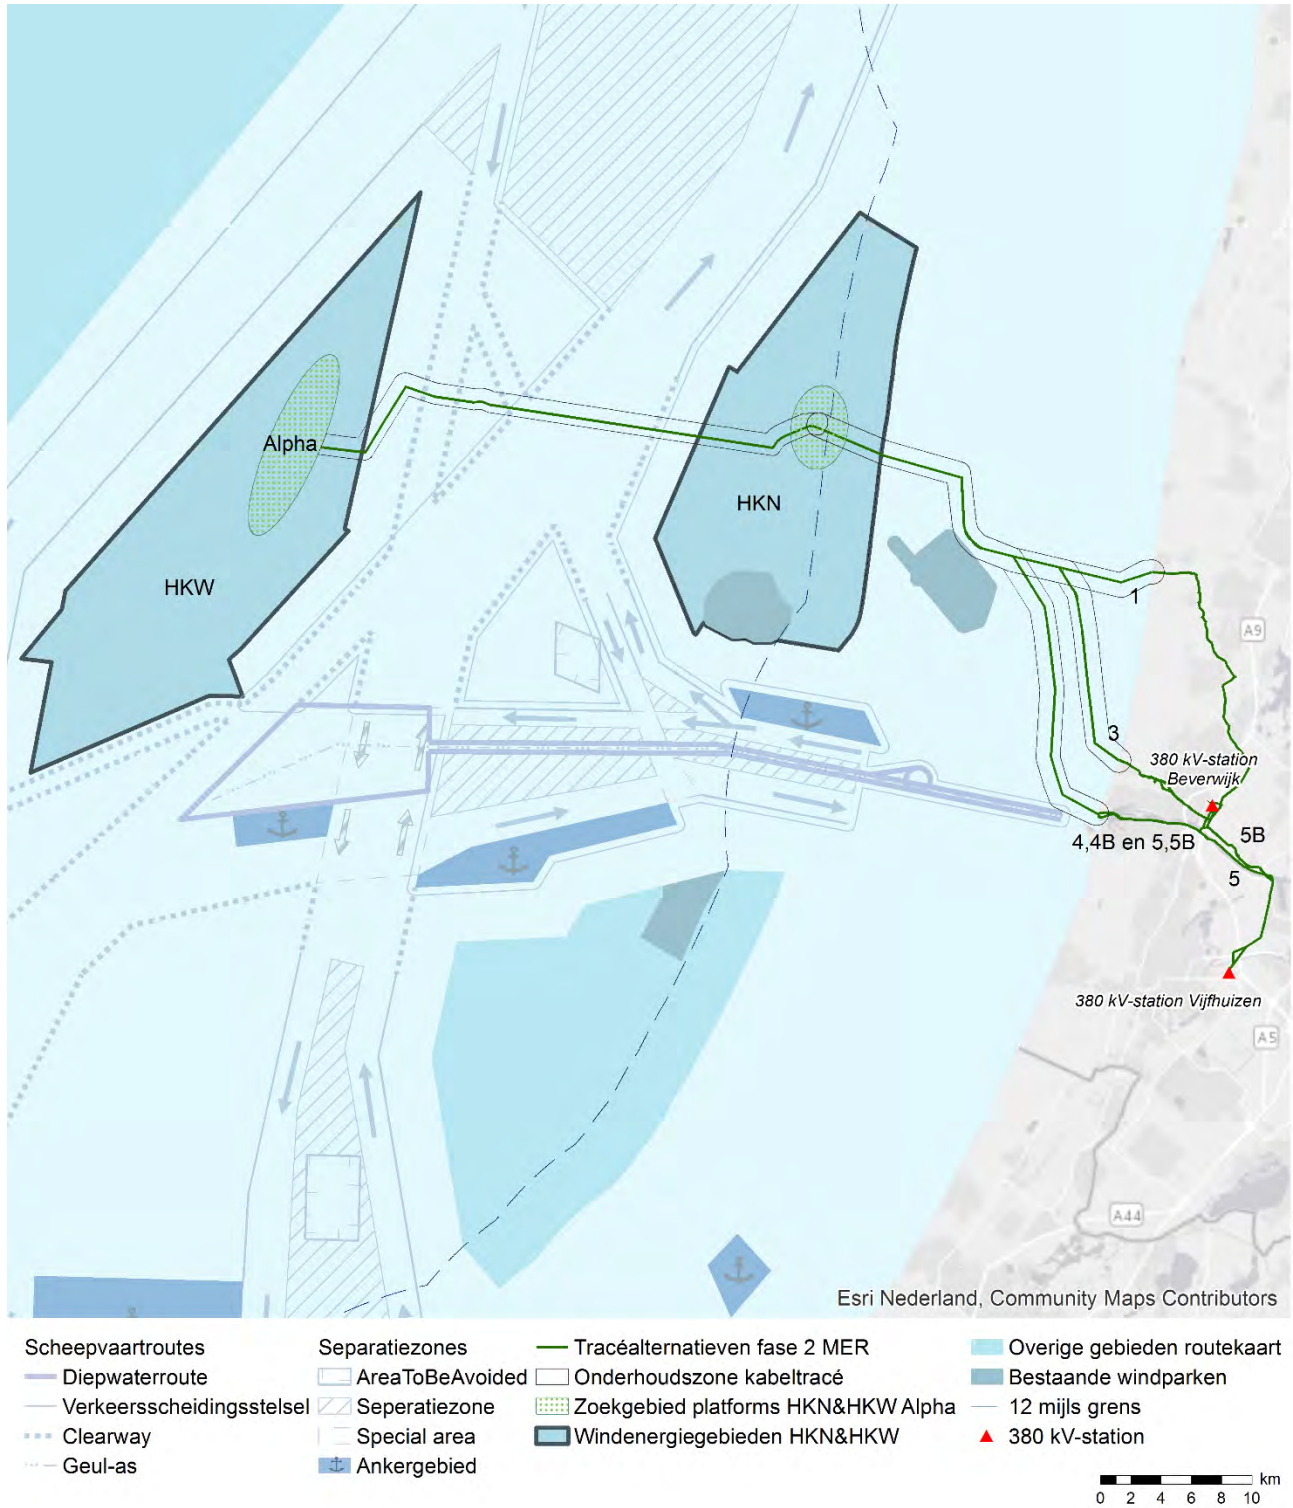 Alpha
HKN
HKW
1
A9
3
380 kV-station
Beverwijk
4,4B en 5,5B
5B
5
380 kV-station Vijfhuizen
A5
A44
Esri Nederland, Community Maps Contributors
Scheepvaartroutes
Diepwaterroute
Verkeersscheidingsstelsel
Clearway
Geul-as
Separatiezones
AreaToBeAvoided
Seperatiezone
Special area
Ankergebied
Tracéalternatieven fase 2 MER
Onderhoudszone kabeltracé
Zoekgebied platforms HKN&HKW Alpha
Windenergiegebieden HKN&HKW
Overige gebieden routekaart
Bestaande windparken
12 mijls grens
380 kV-station
km
0 2 4 6 8 10